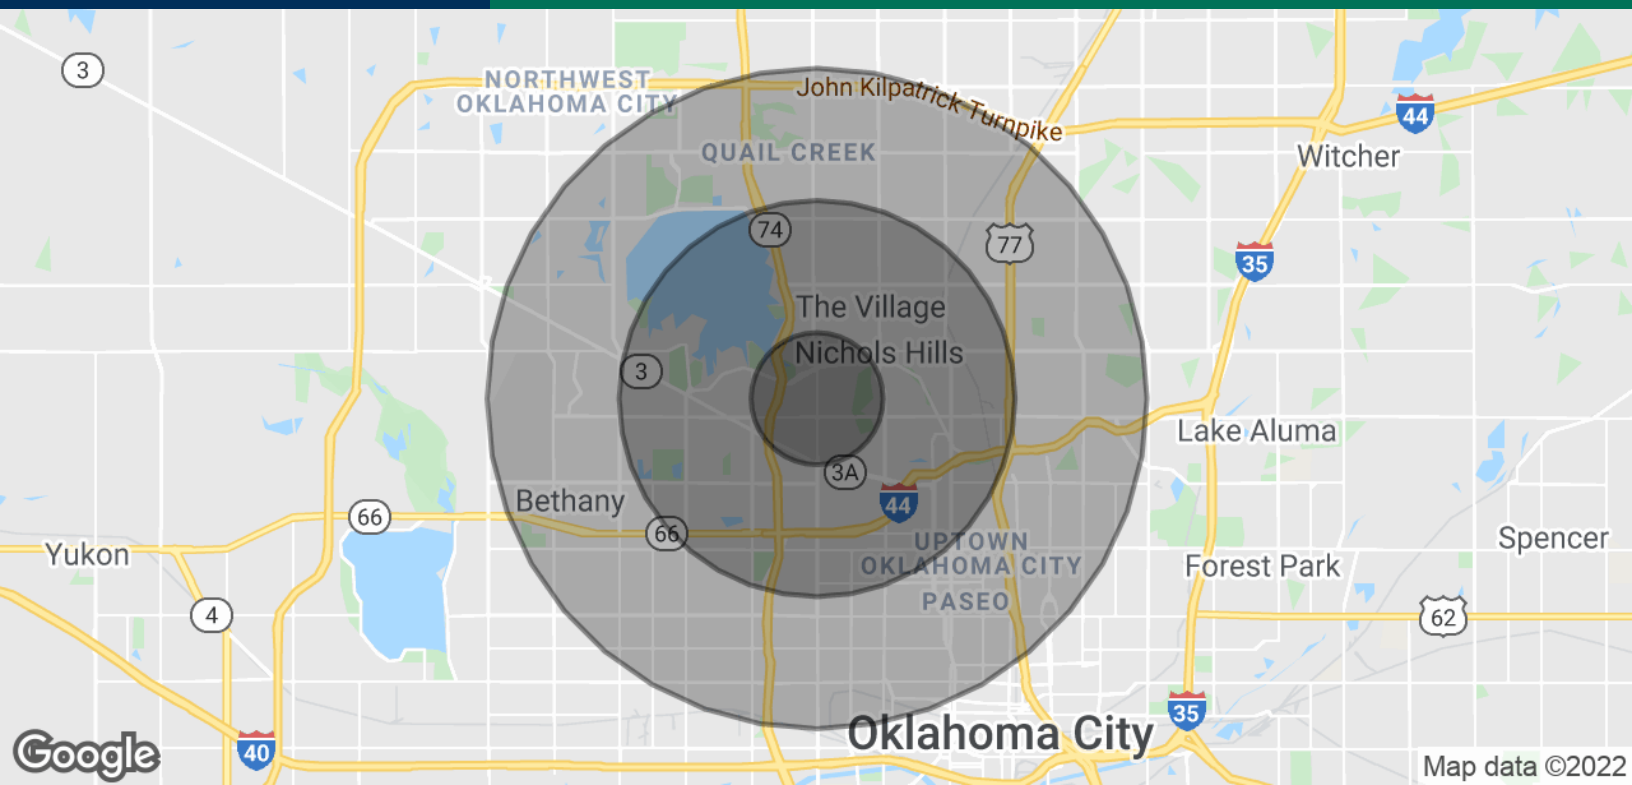 3
NORTHWEST
OKLAHOMA CITY
John Kilpatrick Turnpike
44
QUAIL CREEK
Witcher
74
77
35
The Village
Nichols Hills
3
Lake Aluma
3A
Bethany
44
66
66
Yukon
UPTOWN
OKLAHOMA CITY
Spencer
Forest Park
PASEO
4
62
35
Oklahoma City
40
Google
Map data ©2022